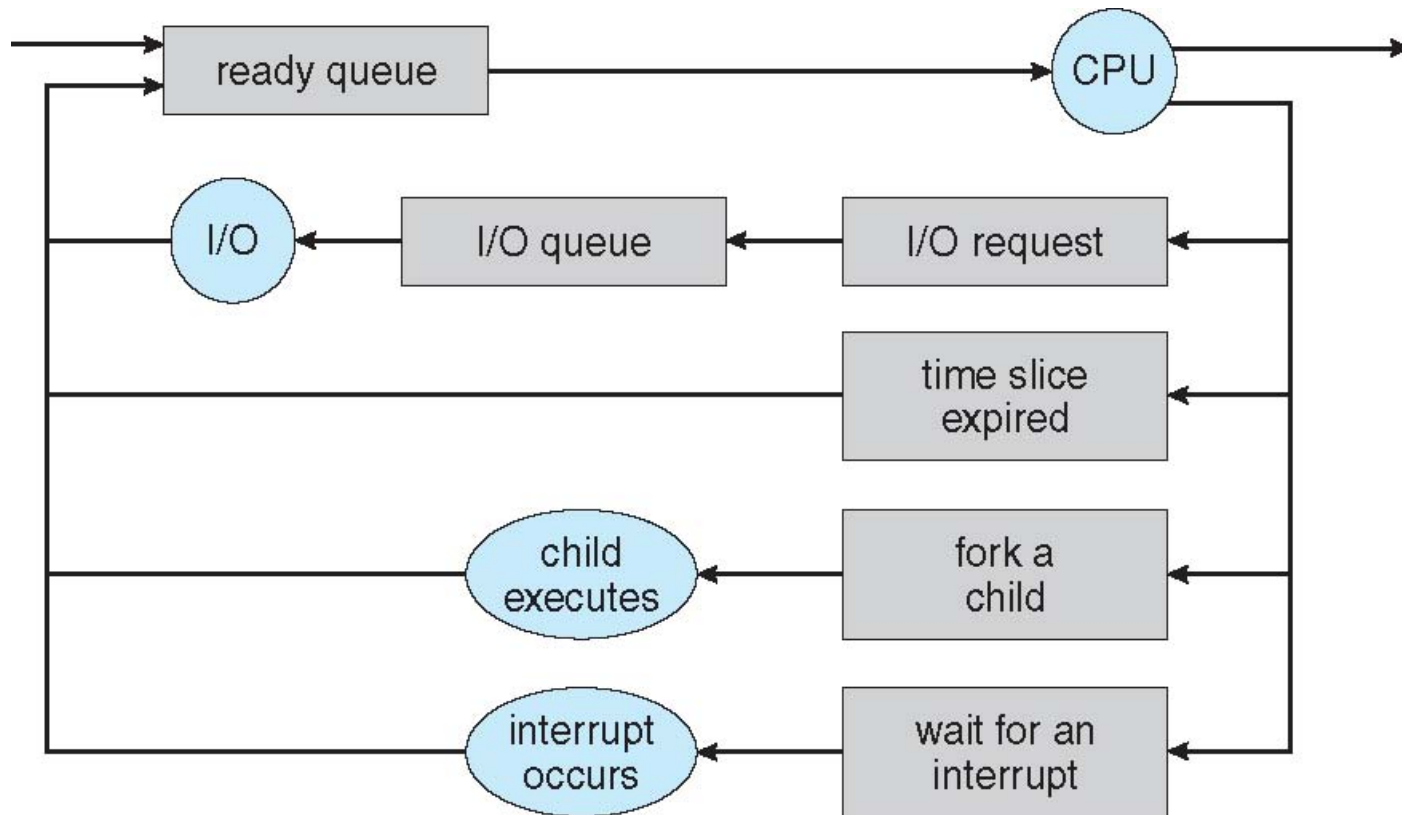 ready queue
CPU
I/O
I/O queue
I/O request
time slice
expired
child
executes
fork a
child
interrupt
occurs
wait for an
interrupt